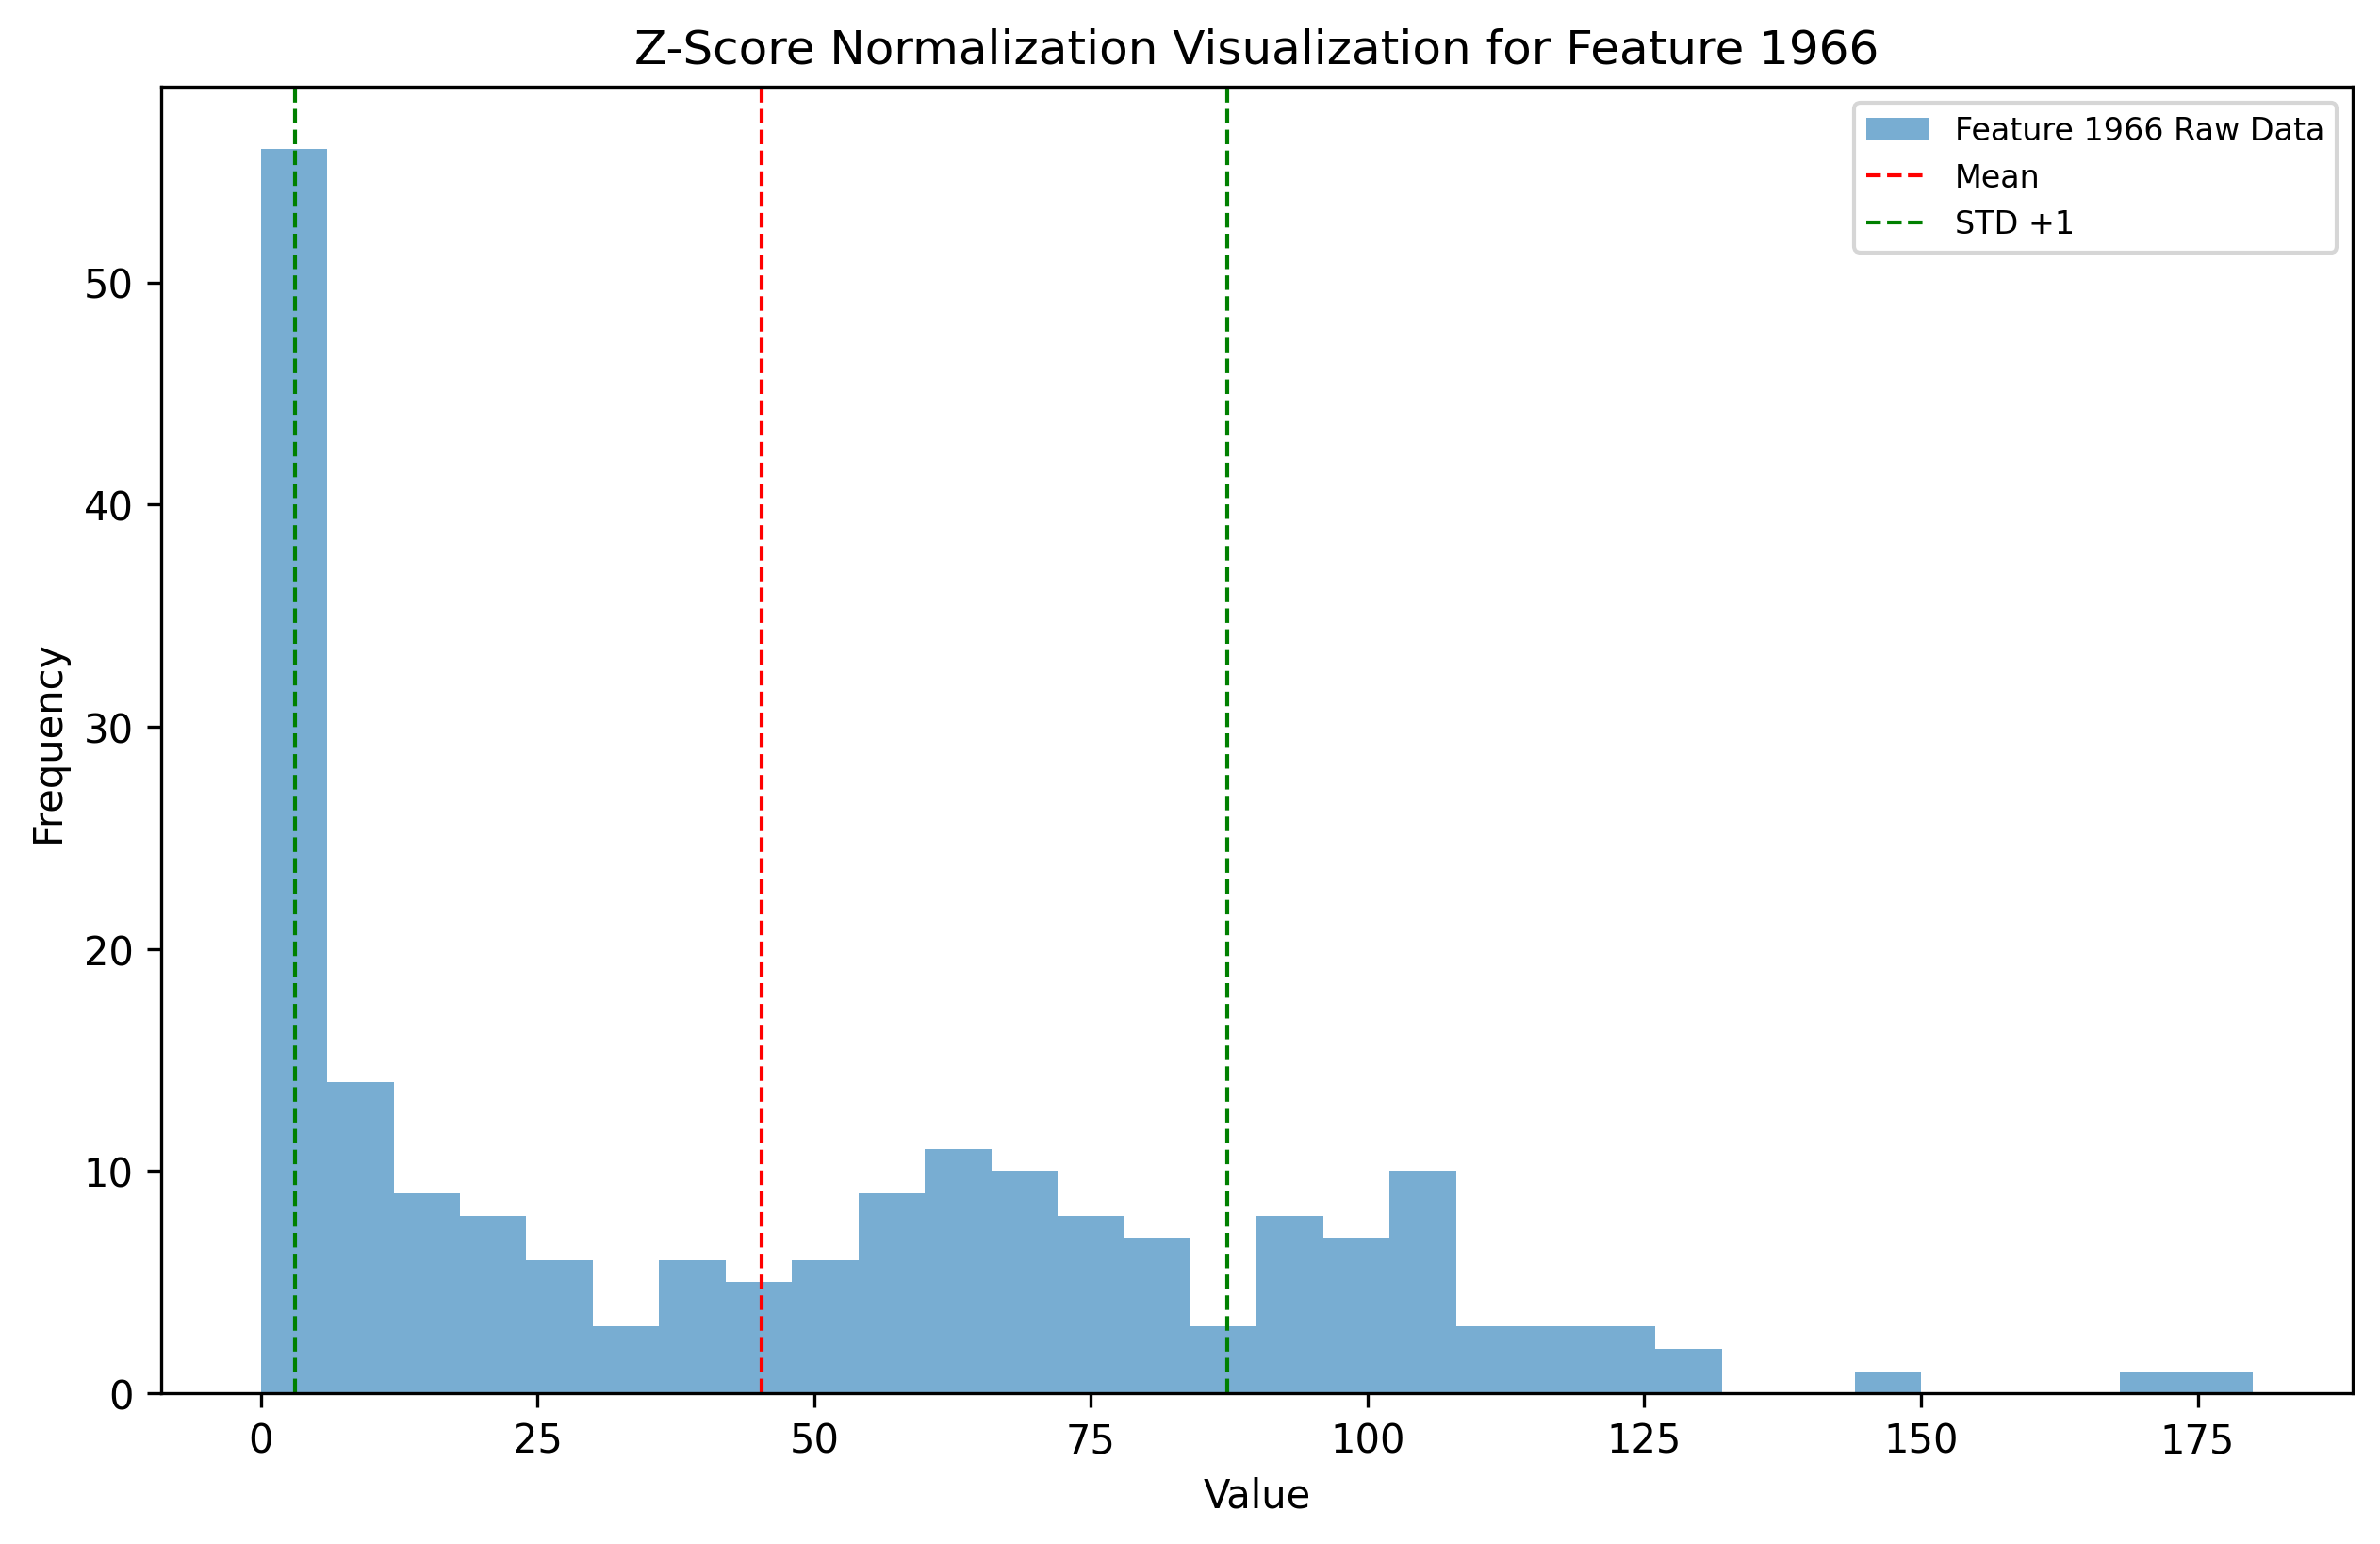 Z-Score Normalization Visualization for Feature 1966
Feature 1966 Raw Data
Mean
STD +1
50
40
30
20
10
0
Frequency
0 25 50 75 100 125 150 175
Value